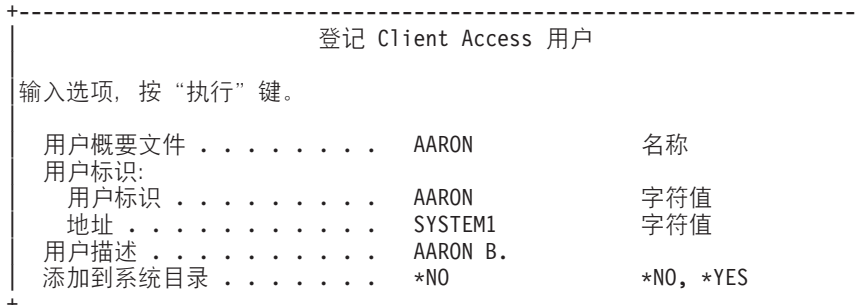 登记 Client Access 用户
输入选项，按“执行”键。
用户概要文件 . . . . . . . . AARON 名称
用户标识:
用户标识 . . . . . . . . . AARON 字符值
地址 . . . . . . . . . . . SYSTEM1 字符值
用户描述 . . . . . . . . . . AARON B.
添加到系统目录 . . . . . . . *NO *NO, *YES